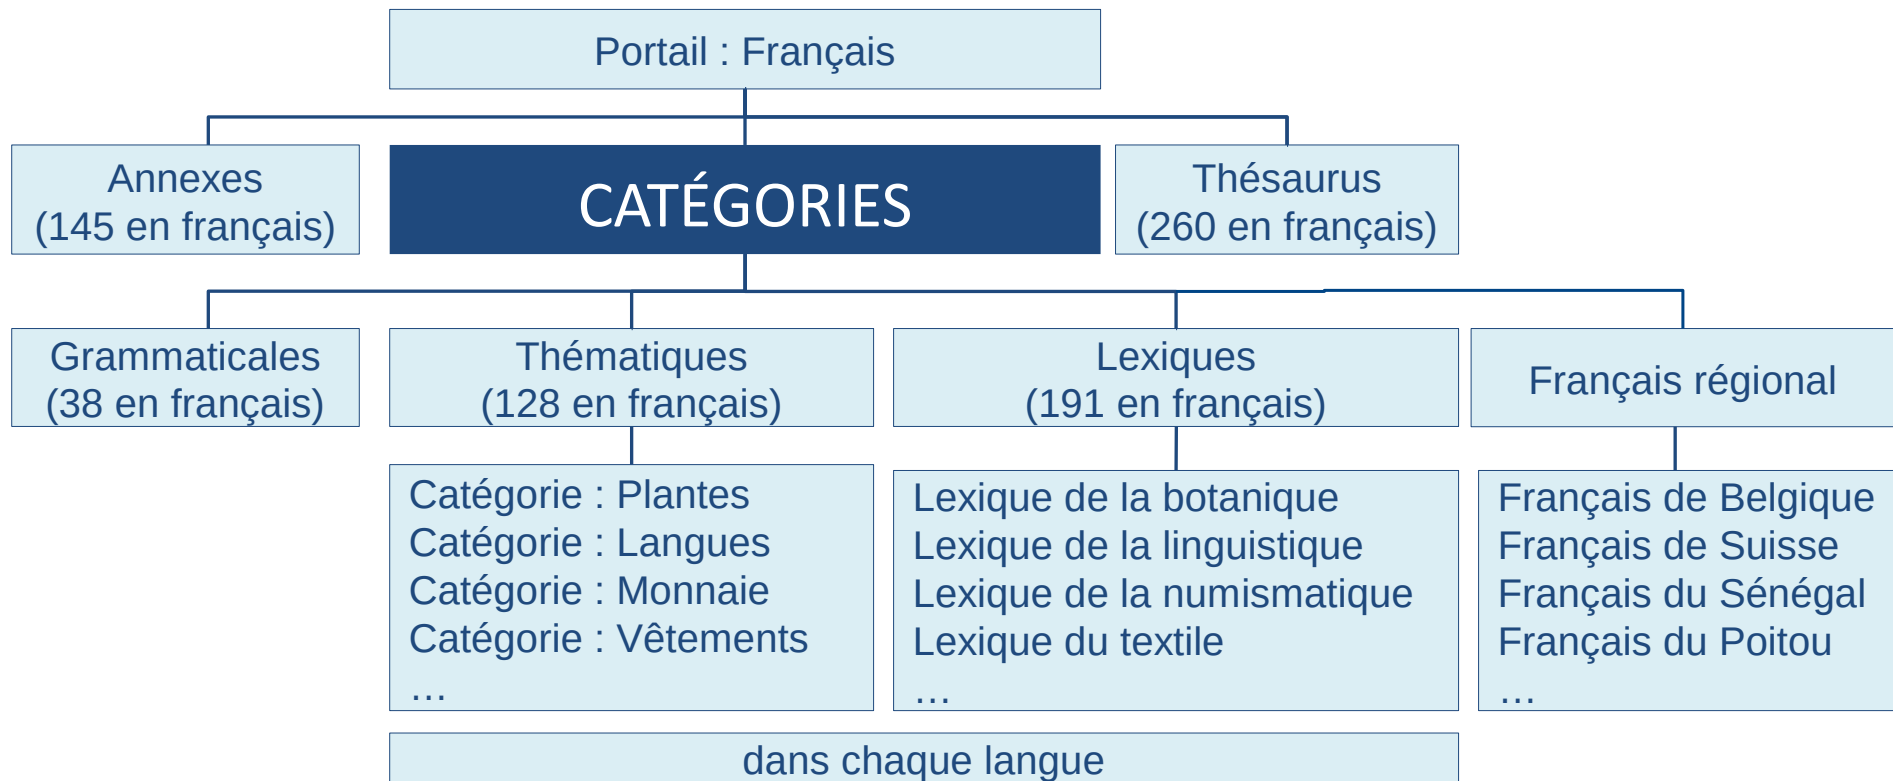 Portail : Français
Annexes
(145 en français)
CATÉGORIES
Thésaurus
(260 en français)
Grammaticales
(38 en français)
Thématiques
(128 en français)
Lexiques
(191 en français)
Français régional
Catégorie : Plantes
Catégorie : Langues
Catégorie : Monnaie
Catégorie : Vêtements
…
Lexique de la botanique
Lexique de la linguistique
Lexique de la numismatique
Lexique du textile
…
Français de Belgique
Français de Suisse
Français du Sénégal
Français du Poitou
…
dans chaque langue